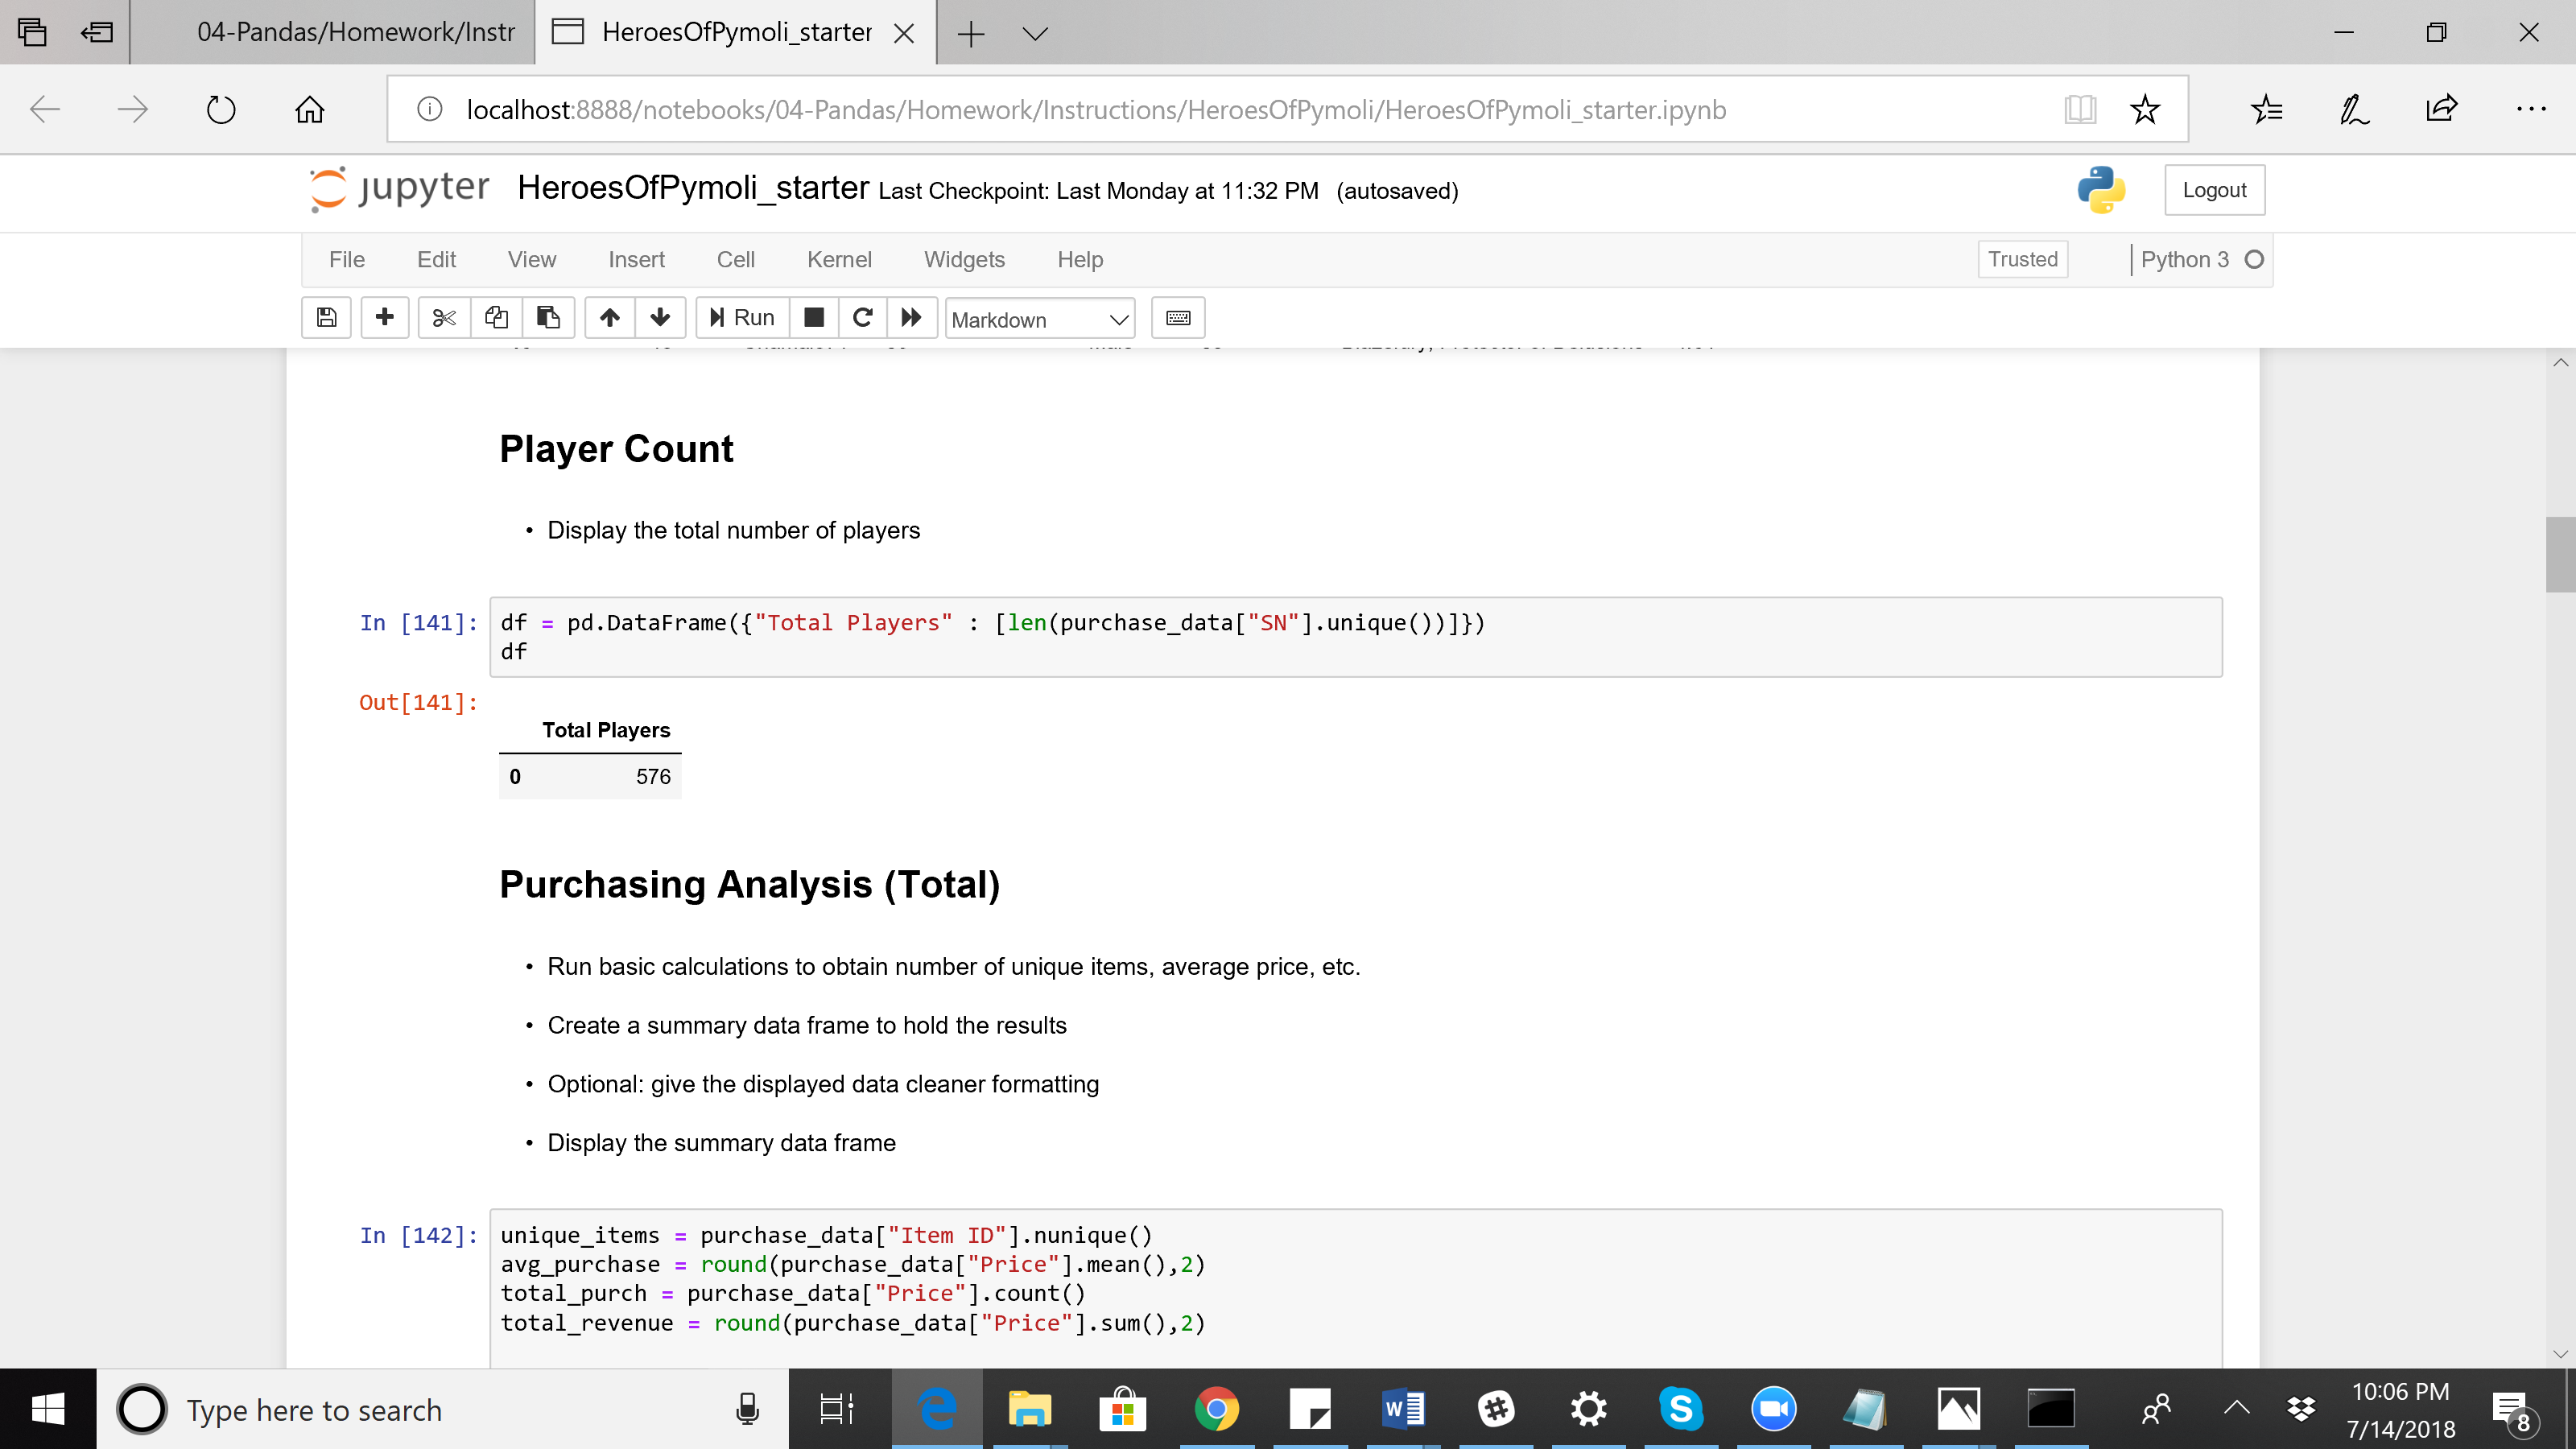 04-Pandas/Homework/Instr
HeroesOfPymoli_starter
localhost:8888/notebooks/04-Pandas/Homework/Instructions/HeroesOfPymoli/HeroesOfPymoli_starter.ipynb
jupyter HeroesOfPymoli_starter Last Checkpoint: Last Monday at 11:32 PM (autosaved)
Logout
File Edit View Insert Cell Kernel Widgets Help
Trusted
Python 3
Run
Markdown
Player Count
• Display the total number of players
In [141]: df = pd.DataFrame({"Total Players" : [len(purchase_data["SN"].unique())]})
df
Out[141]:
Total Players
0 576
Purchasing Analysis (Total)
• Run basic calculations to obtain number of unique items, average price, etc.
• Create a summary data frame to hold the results
• Optional: give the displayed data cleaner formatting
• Display the summary data frame
In [142]: unique_items = purchase_data["Item ID"].nunique()
avg_purchase = round(purchase_data["Price"].mean(),2)
total_purch = purchase_data["Price"].count()
total_revenue = round(purchase_data["Price"].sum(),2)
Type here to search
10:06 PM
7/14/2018
8